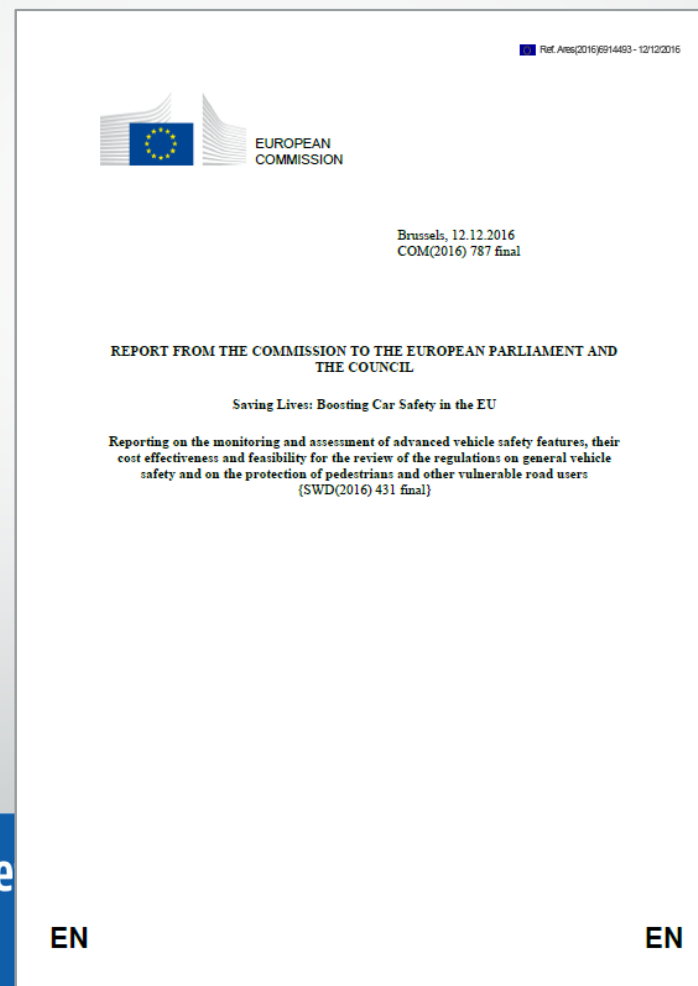 Ref. Ares(2016)6914493 - 12/12/2016
EUROPEAN
COMMISSION
Brussels, 12.12.2016
COM(2016) 787 final
REPORT FROM THE COMMISSION TO THE EUROPEAN PARLIAMENT AND
THE COUNCIL
Saving Lives: Boosting Car Safety in the EU
Reporting on the monitoring and assessment of advanced vehicle safety features, their
cost effectiveness and feasibility for the review of the regulations on general vehicle
safety and on the protection of pedestrians and other vulnerable road users
{SWD(2016) 431 final}
EN EN